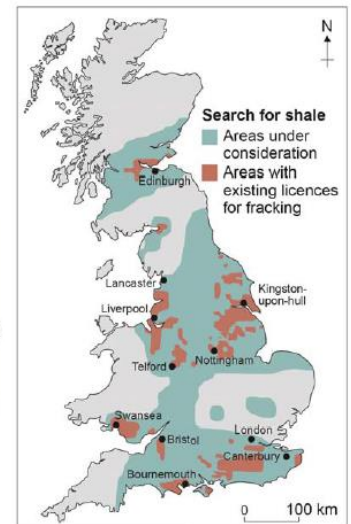 N
Search for shale
Areas under
consideration
Areas with
existing licences
for fracking
Edinburgh
Lancaster
Kingston-
upon-hull
Liverpool
Nottingham
Telford
Swansea
Bristol
London
Canterbury
Bournemouth
0 100 km